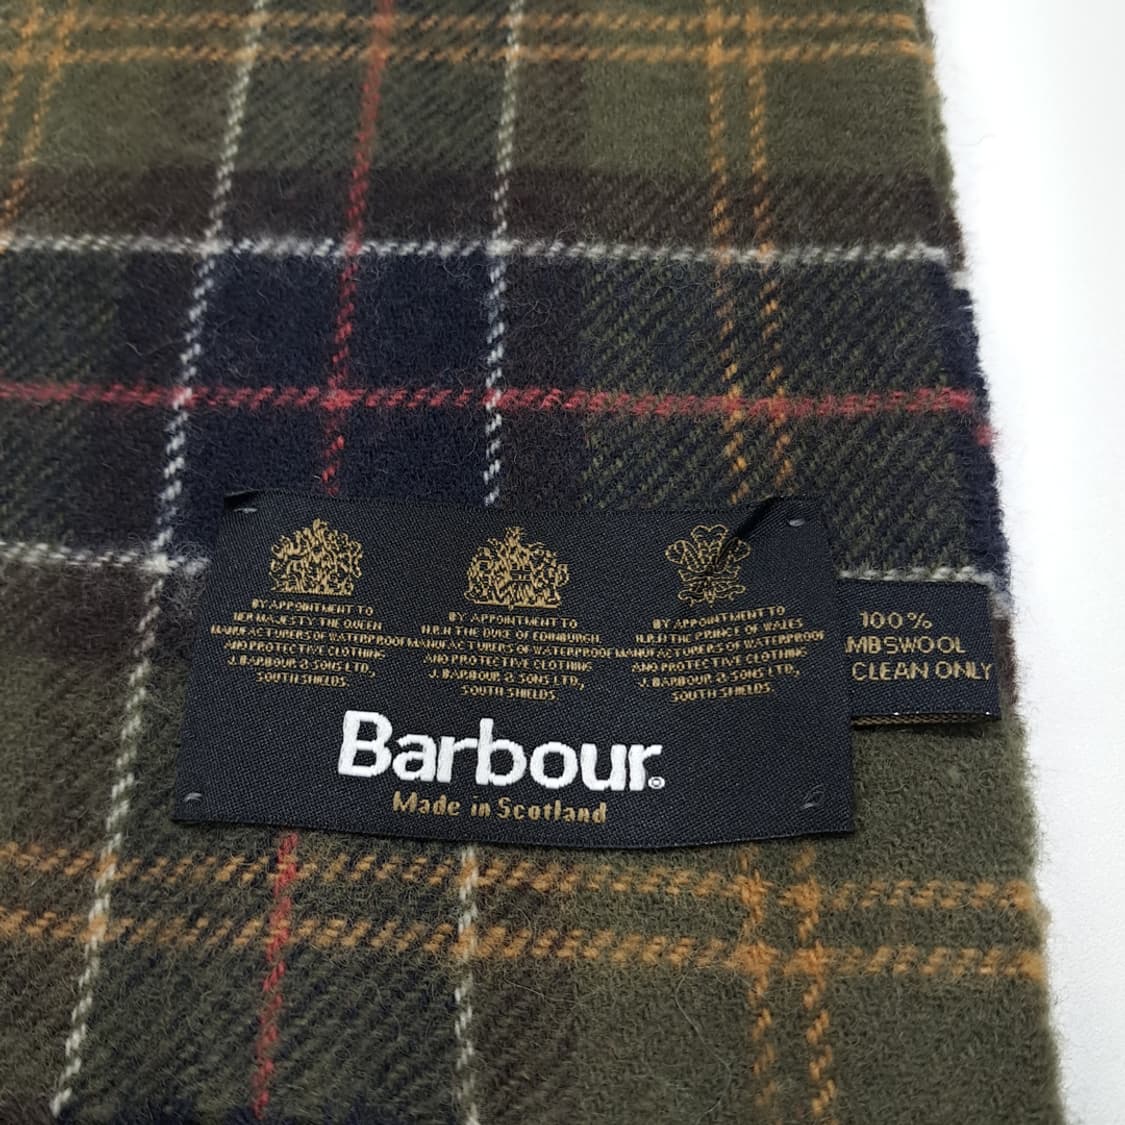 BY APPOINTMENT TO
HER MAJESTY THE QUEEN
MANUFACTURERS OF WATERPROOF
AND PROTECTIVE CLOTHING
J. BARBOUR & SONS LTD,
SOUTH SHIELDS.
BY APPOINTMENT TO
H.R.H THE DUKE OF EDINBURGH.
MANUFACTURERS OF WATERPROOF
AND PROTECTIVE CLOTHING
J. BARBOUR & SONS LTD,
SOUTH SHIELDS.
BY APPOINTMENT TO
H.R.H THE PRINCE OF WALES
MANUFACTURERS OF WATERPROOF
AND PROTECTIVE CLOTHING
J. BARBOUR & SONS LTD,
SOUTH SHIELDS.
Barbour®
Made in Scotland
100%
MBSWOOL
CLEAN ONLY